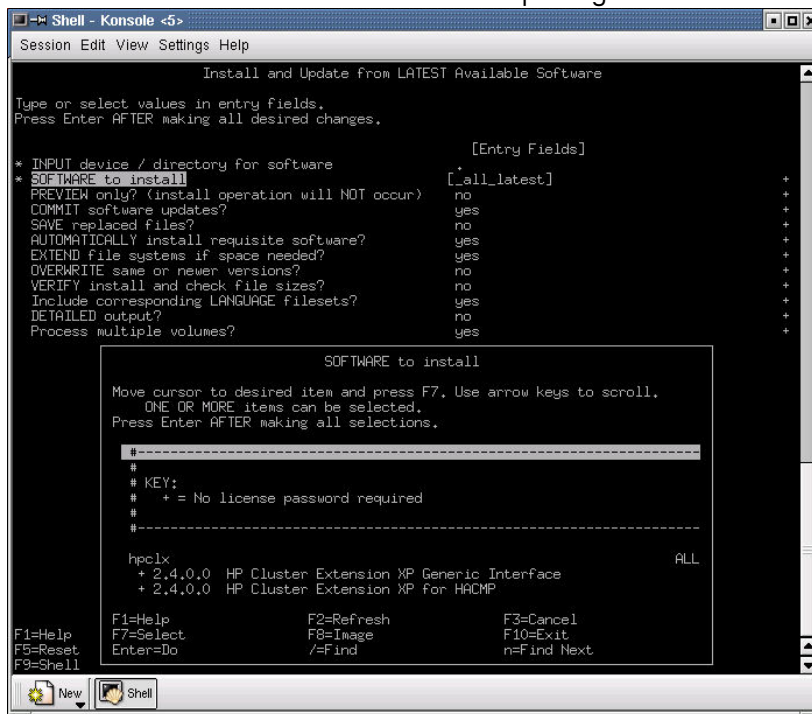 Shell - Konsole <5>
Session Edit View Settings Help
Install and Update from LATEST Available Software
Type or select values in entry fields.
Press Enter AFTER making all desired changes.
[Entry Fields]
* INPUT device / directory for software .
* SOFTWARE to install [_all_latest] +
PREVIEW only? (install operation will NOT occur) no +
COMMIT software updates? yes +
SAVE replaced files? no +
AUTOMATICALLY install requisite software? yes +
EXTEND file systems if space needed? yes +
OVERWRITE same or newer versions? no +
VERIFY install and check file sizes? no +
Include corresponding LANGUAGE filesets? yes +
DETAILED output? no +
Process multiple volumes? yes +
SOFTWARE to install
Move cursor to desired item and press F7. Use arrow keys to scroll.
ONE OR MORE items can be selected.
Press Enter AFTER making all selections.
#---------------------------------------------------------------------
#
# KEY:
# + = No license password required
#
#---------------------------------------------------------------------
hpclx ALL
+ 2.4.0.0 HP Cluster Extension XP Generic Interface
+ 2.4.0.0 HP Cluster Extension XP for HACMP
F1=Help F2=Refresh F3=Cancel
F1=Help F7=Select F8=Image F10=Exit
F5=Reset Enter=Do /=Find n=Find Next
F9=Shell
New Shell